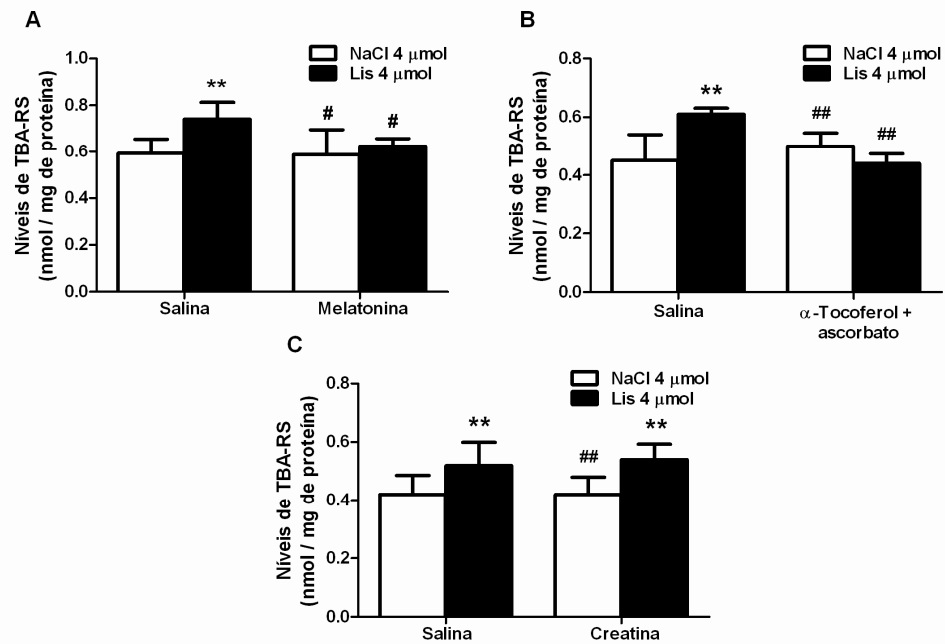 A
NaCl 4 μmol
Lis 4 μmol
Níveis de TBA-RS
(nmol / mg de proteína)
1.0
0.8
0.6
0.4
0.2
0.0
**
#
#
Salina
Melatonina
B
NaCl 4 μmol
Lis 4 μmol
Níveis de TBA-RS
(nmol / mg de proteína)
0.8
0.6
0.4
0.2
0.0
**
##
##
Salina
α-Tocoferol +
ascorbato
C
NaCl 4 μmol
Lis 4 μmol
Níveis de TBA-RS
(nmol / mg de proteína)
0.8
0.6
0.4
0.2
0.0
**
##
**
Salina
Creatina